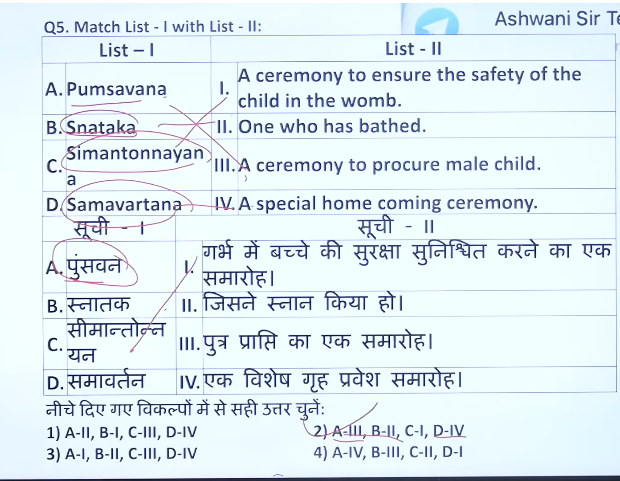 Ashwani Sir Te
Q5. Match List - I with List - II:
List – I List - II
A. Pumsavana I. A ceremony to ensure the safety of the
child in the womb.
B. Snataka II. One who has bathed.
C. Simantonnayan
a III. A ceremony to procure male child.
D. Samavartana IV. A special home coming ceremony.
सूची - I सूची - II
A. पुंसवन I. गर्भ में बच्चे की सुरक्षा सुनिश्चित करने का एक
समारोह।
B. स्नातक II. जिसने स्नान किया हो।
C. सीमान्तोन्न
यन III. पुत्र प्राप्ति का एक समारोह।
D. समावर्तन IV. एक विशेष गृह प्रवेश समारोह।
नीचे दिए गए विकल्पों में से सही उत्तर चुनें:
1) A-II, B-I, C-III, D-IV 2) A-III, B-II, C-I, D-IV
3) A-I, B-II, C-III, D-IV 4) A-IV, B-III, C-II, D-I